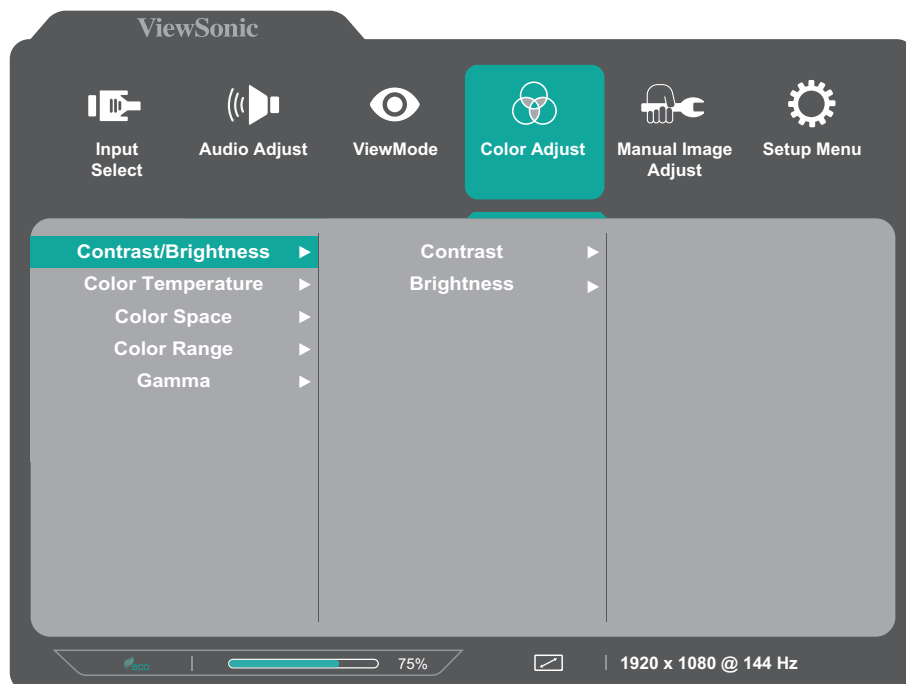 ViewSonic
Input
Select
Audio Adjust
ViewMode
Color Adjust
Manual Image
Adjust
Setup Menu
Contrast/Brightness
Color Temperature
Color Space
Color Range
Gamma
Contrast
Brightness
eco
75%
1920 x 1080 @ 144 Hz